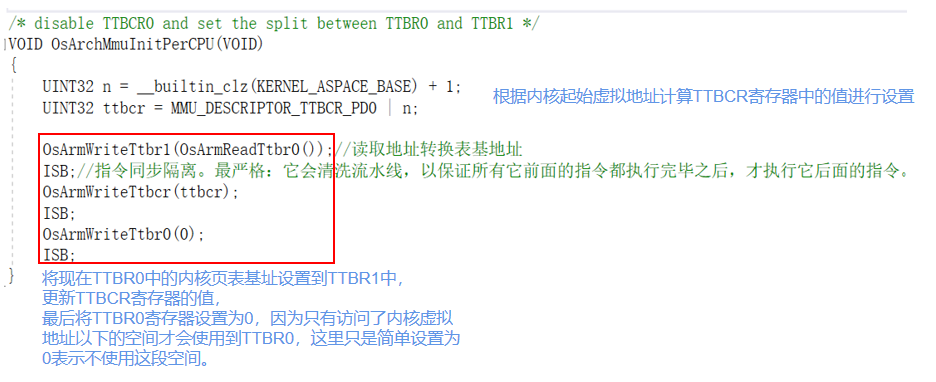 /* disable TTBCR0 and set the split between TTBR0 and TTBR1 */
VOID OsArchMmuInitPerCPU(VOID)
{
UINT32 n = __builtin_clz(KERNEL_ASPACE_BASE) + 1;
UINT32 ttbcr = MMU_DESCRIPTOR_TTBCR_PD0 | n;
根据内核起始虚拟地址计算TTBCR寄存器中的值进行设置
OsArmWriteTtbr1(OsArmReadTtbr0());//读取地址转换表基地址
ISB;//指令同步隔离。最严格：它会清洗流水线，以保证所有它前面的指令都执行完毕之后，才执行它后面的指令。
OsArmWriteTtbcr(ttbcr);
ISB;
OsArmWriteTtbr0(0);
ISB;
}
将现在TTBR0中的内核页表基址设置到TTBR1中，
更新TTBCR寄存器的值，
最后将TTBR0寄存器设置为0，因为只有访问了内核虚拟
地址以下的空间才会使用到TTBR0，这里只是简单设置为
0表示不使用这段空间。